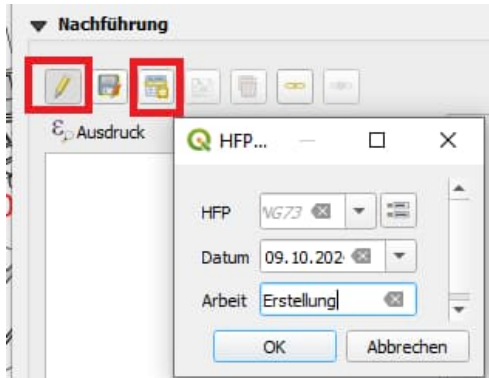 Nachführung
Ausdruck
HFP...
HFP NG73
Datum 09.10.202
Arbeit Erstellung
OK Abbrechen